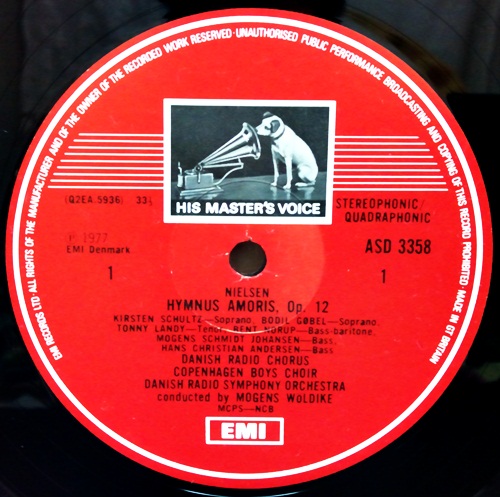 EMI RECORDS LTD ALL RIGHTS OF THE MANUFACTURER AND OF THE OWNER OF THE RECORDED WORK RESERVED·UNAUTHORISED PUBLIC PERFORMANCE BROADCASTING AND COPYING OF THIS RECORD PROHIBITED MADE IN GT BRITAIN
HIS MASTER'S VOICE
(Q2EA.5936) 33⅓
STEREOPHONIC/
QUADRAPHONIC
℗ 1977
EMI Denmark
ASD 3358
1
1
NIELSEN
HYMNUS AMORIS, Op. 12
KIRSTEN SCHULTZ—Soprano, BODIL GØBEL—Soprano,
TONNY LANDY—Tenor, BENT NORUP—Bass-baritone,
MOGENS SCHMIDT JOHANSEN—Bass,
HANS CHRISTIAN ANDERSEN—Bass
DANISH RADIO CHORUS
COPENHAGEN BOYS CHOIR
DANISH RADIO SYMPHONY ORCHESTRA
conducted by MOGENS WöLDIKE
MCPS—NCB
EMI